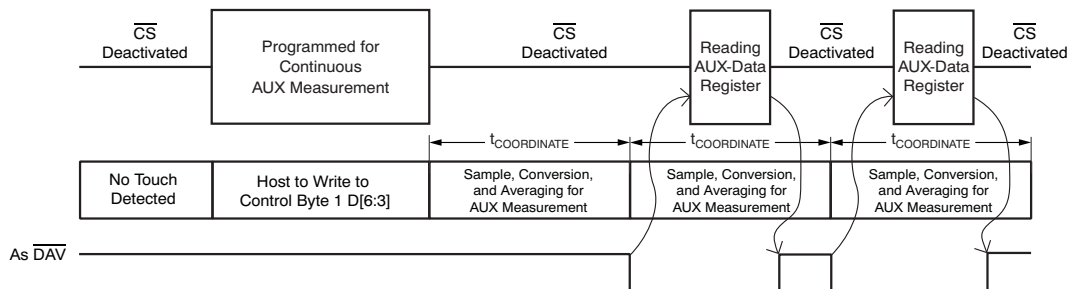 CS
Deactivated
Programmed for
Continuous
AUX Measurement
CS
Deactivated
Reading
AUX-Data
Register
CS
Deactivated
Reading
AUX-Data
Register
CS
Deactivated
tCOORDINATE
tCOORDINATE
tCOORDINATE
No Touch
Detected
Host to Write to
Control Byte 1 D[6:3]
Sample, Conversion,
and Averaging for
AUX Measurement
Sample, Conversion,
and Averaging for
AUX Measurement
Sample, Conversion,
and Averaging for
AUX Measurement
As DAV